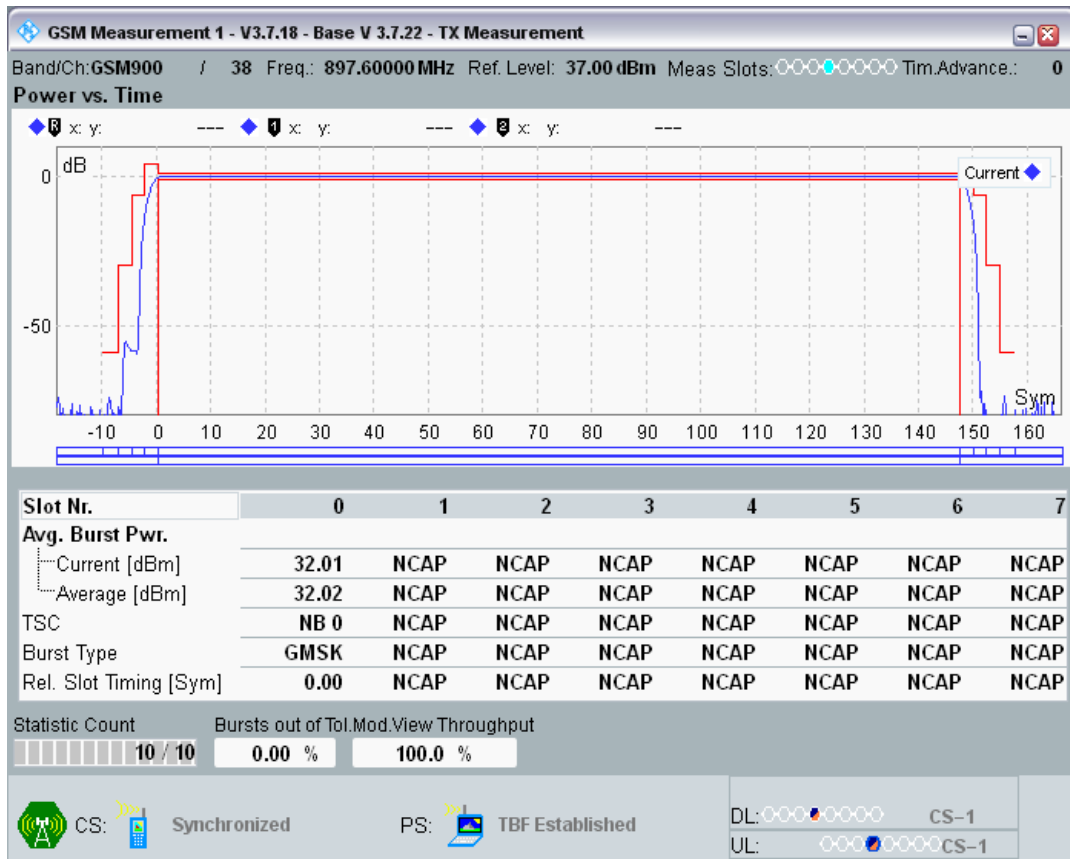 GSM Measurement 1 - V3.7.18 - Base V 3.7.22 - TX Measurement
Band/Ch:GSM900 / 38 Freq.: 897.60000 MHz Ref. Level: 37.00 dBm Meas Slots: Tim.Advance.: 0
Power vs. Time
R x: y: --- 1 x: y: --- 2 x: y: ---
dB
0
Current
-50
Sym
-10 0 10 20 30 40 50 60 70 80 90 100 110 120 130 140 150 160
Slot Nr. 0 1 2 3 4 5 6 7
Avg. Burst Pwr.
Current [dBm] 32.01 NCAP NCAP NCAP NCAP NCAP NCAP NCAP
Average [dBm] 32.02 NCAP NCAP NCAP NCAP NCAP NCAP NCAP
TSC NB 0 NCAP NCAP NCAP NCAP NCAP NCAP NCAP
Burst Type GMSK NCAP NCAP NCAP NCAP NCAP NCAP NCAP
Rel. Slot Timing [Sym] 0.00 NCAP NCAP NCAP NCAP NCAP NCAP NCAP
Statistic Count Bursts out of Tol.Mod.View Throughput
10 / 10 0.00 % 100.0 %
CS: Synchronized PS: TBF Established
DL: CS-1
UL: CS-1